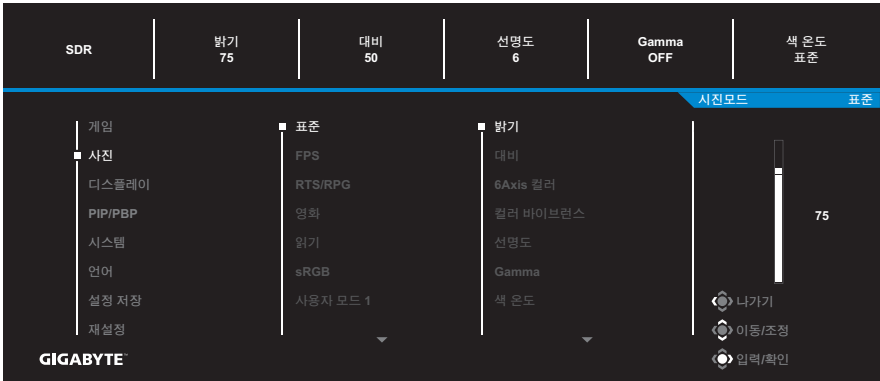 SDR
밝기
75
대비
50
선명도
6
Gamma
OFF
색 온도
표준
시진모드 표준
게임
사진
디스플레이
PIP/PBP
시스템
언어
설정 저장
재설정
표준
FPS
RTS/RPG
영화
읽기
sRGB
사용자 모드 1
밝기
대비
6Axis 컬러
컬러 바이브런스
선명도
Gamma
색 온도
75
나가기
이동/조정
입력/확인
GIGABYTE™